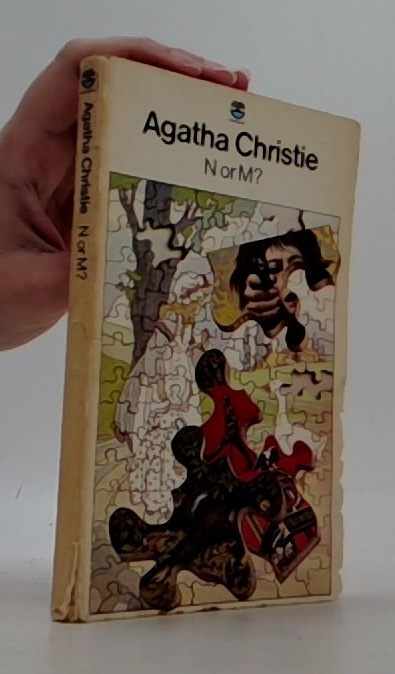 Agatha Christie
N or M?
Agatha Christie N or M?